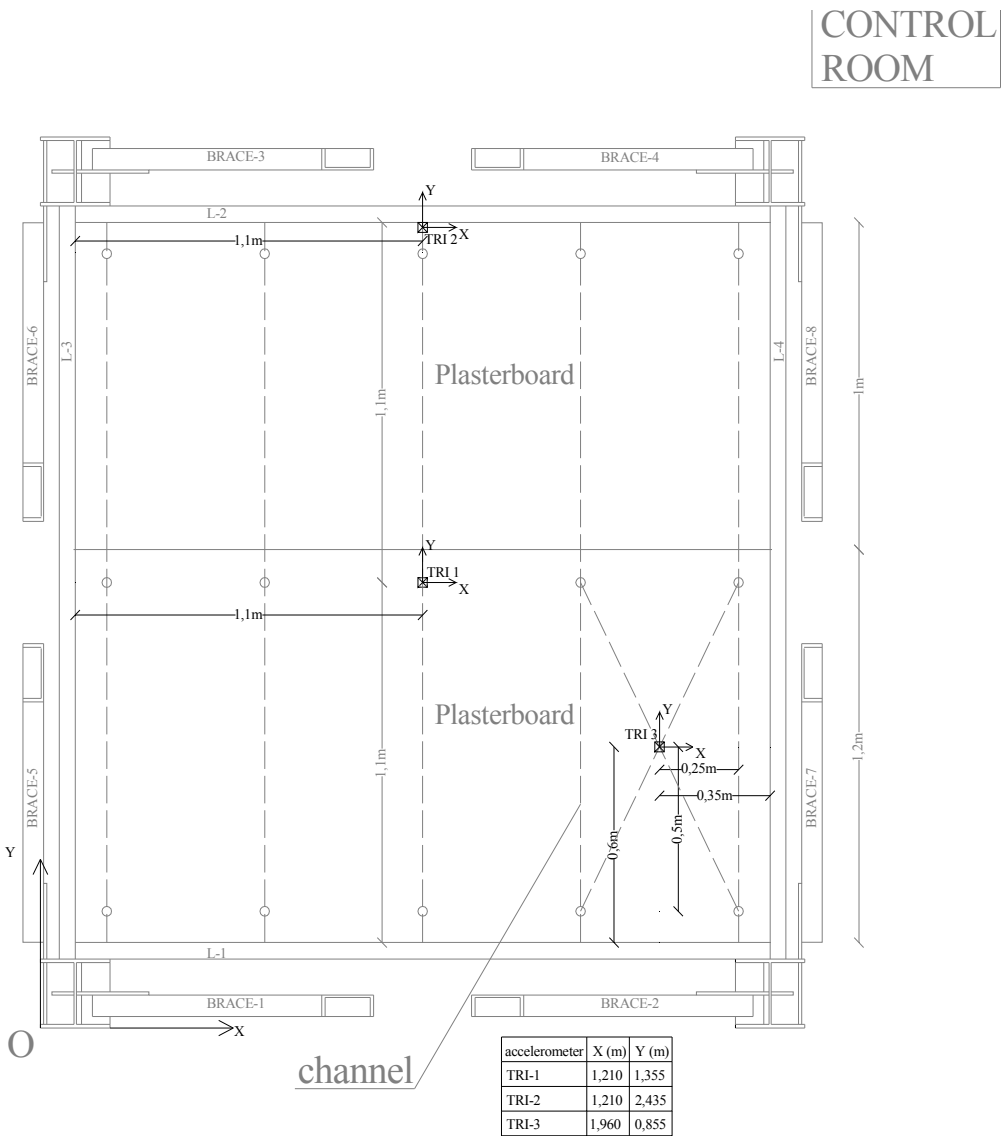 CONTROL
ROOM
BRACE-3
BRACE-4
Y
L-2
1,1m
TRI 2
X
BRACE-6
L-3
Plasterboard
1,1m
L-4
BRACE-8
1m
Y
TRI 1
X
1,1m
Plasterboard
Y
TRI 3
X
0,25m
0,35m
BRACE-5
1,1m
0,6m
0,5m
BRACE-7
1,2m
Y
L-1
BRACE-1
BRACE-2
X
O
channel
accelerometer X (m) Y (m)
TRI-1 1,210 1,355
TRI-2 1,210 2,435
TRI-3 1,960 0,855